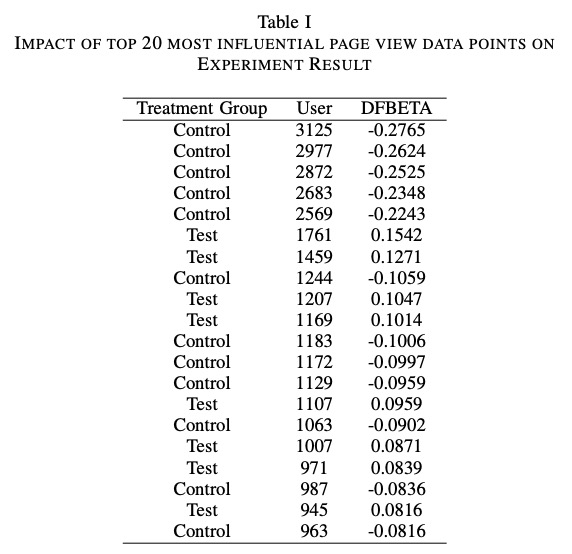 Table I
IMPACT OF TOP 20 MOST INFLUENTIAL PAGE VIEW DATA POINTS ON
EXPERIMENT RESULT
Treatment Group User DFBETA
Control 3125 -0.2765
Control 2977 -0.2624
Control 2872 -0.2525
Control 2683 -0.2348
Control 2569 -0.2243
Test 1761 0.1542
Test 1459 0.1271
Control 1244 -0.1059
Test 1207 0.1047
Test 1169 0.1014
Control 1183 -0.1006
Control 1172 -0.0997
Control 1129 -0.0959
Test 1107 0.0959
Control 1063 -0.0902
Test 1007 0.0871
Test 971 0.0839
Control 987 -0.0836
Test 945 0.0816
Control 963 -0.0816